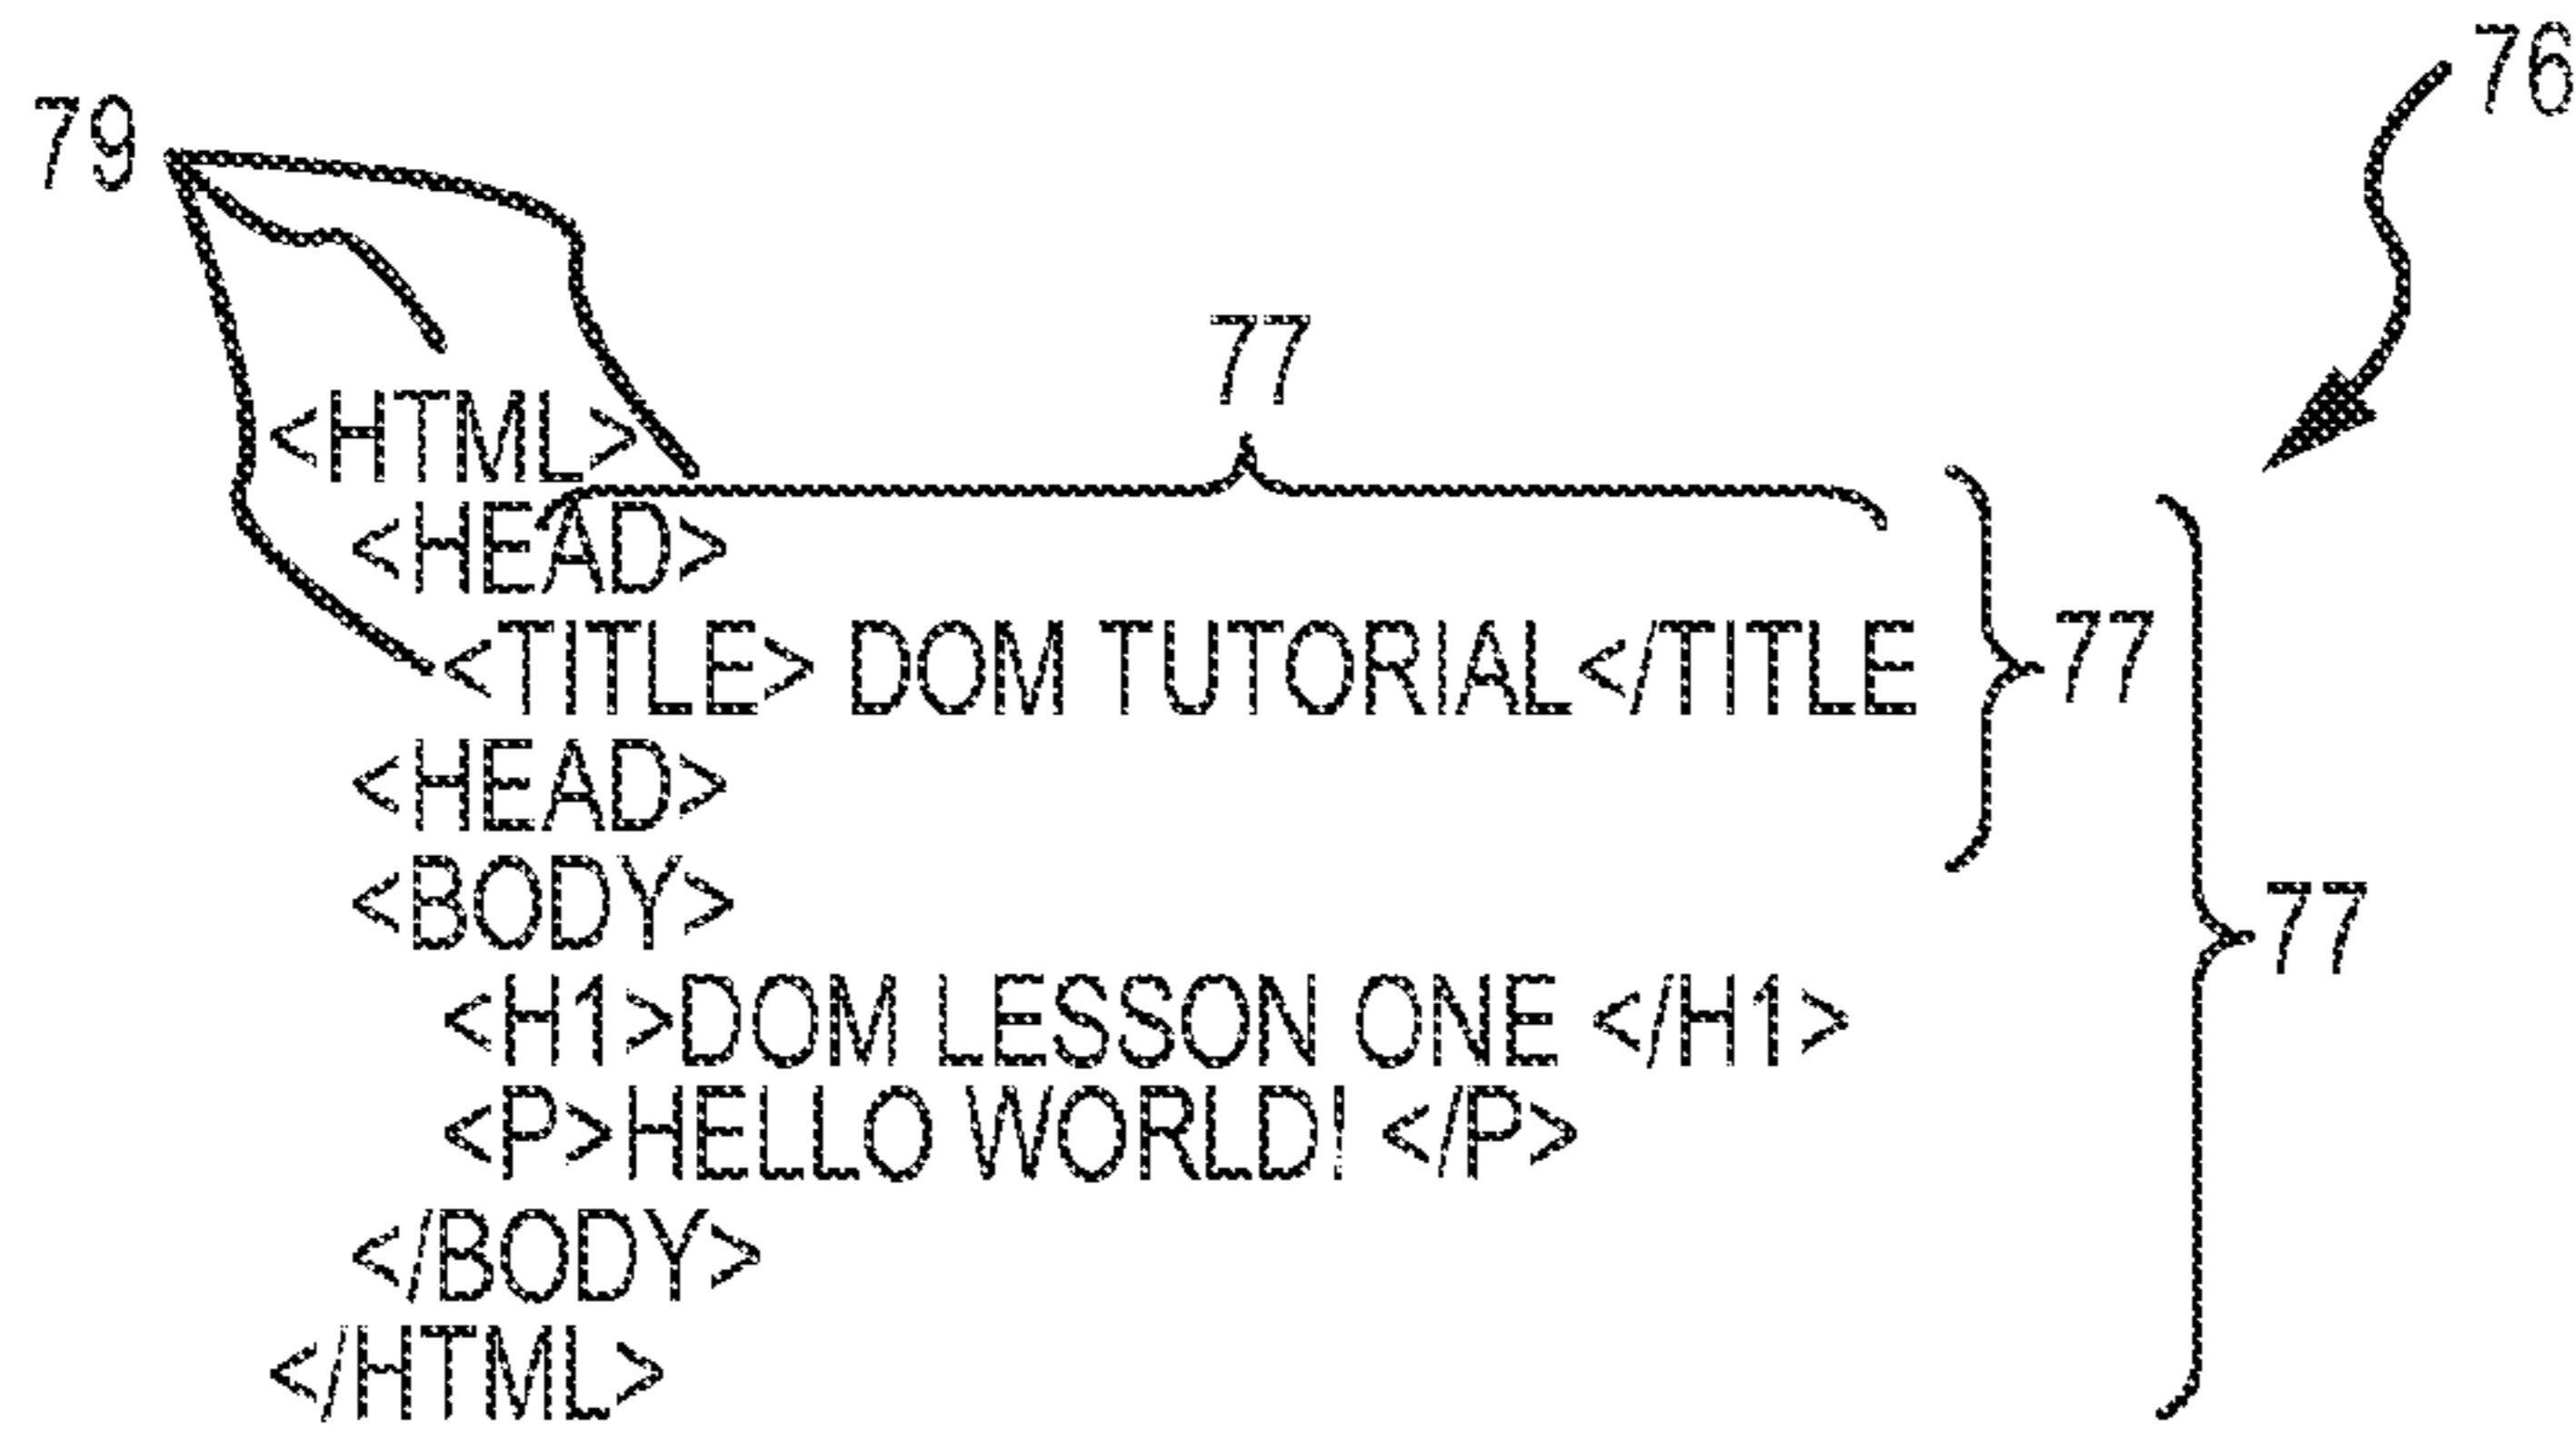 76
79
77
<HTML>
<HEAD>
<TITLE> DOM TUTORIAL</TITLE
77
<HEAD>
<BODY>
77
<H1>DOM LESSON ONE </H1>
<P>HELLO WORLD! </P>
</BODY>
</HTML>